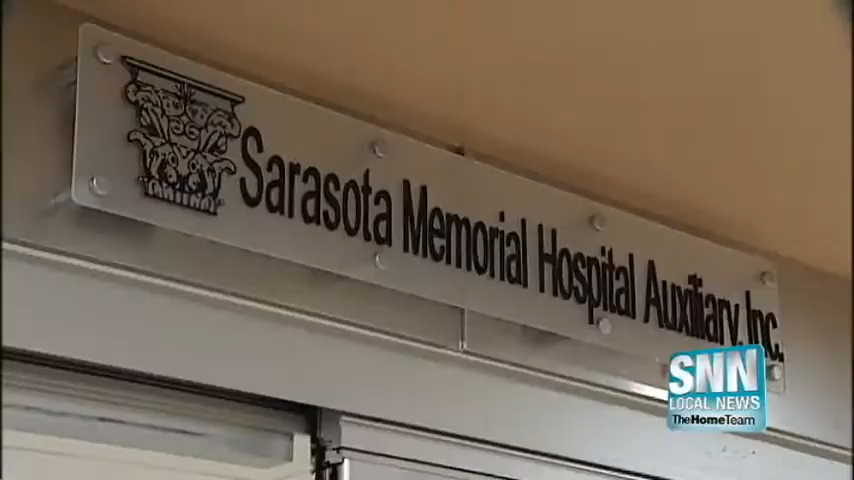 Sarasota Memorial Hospital Auxiliary, Inc.
SNN
LOCAL NEWS
TheHomeTeam